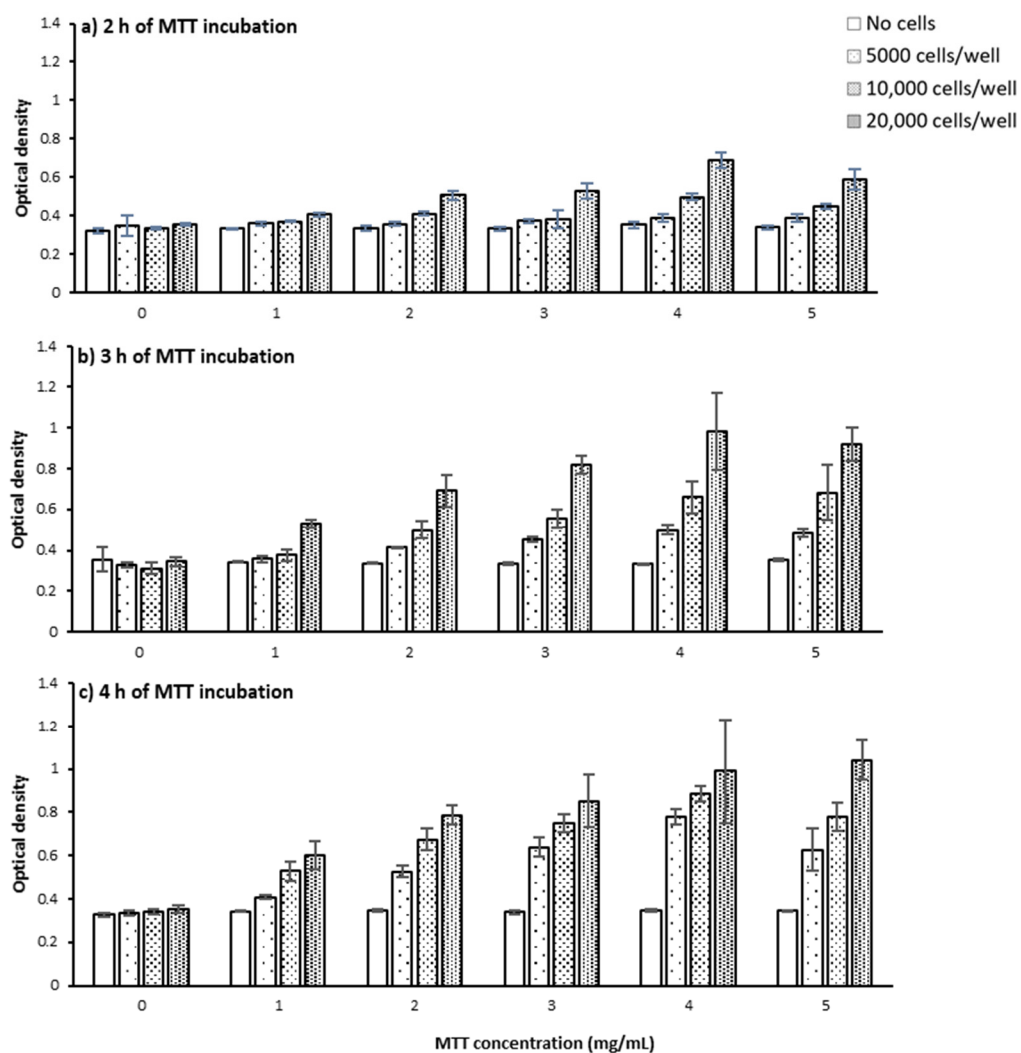 a) 2 h of MTT incubation
No cells
5000 cells/well
10,000 cells/well
20,000 cells/well
Optical density
1.4
1.2
1
0.8
0.6
0.4
0.2
0
0 1 2 3 4 5
b) 3 h of MTT incubation
Optical density
1.4
1.2
1
0.8
0.6
0.4
0.2
0
0 1 2 3 4 5
c) 4 h of MTT incubation
Optical density
1.4
1.2
1
0.8
0.6
0.4
0.2
0
0 1 2 3 4 5
MTT concentration (mg/mL)